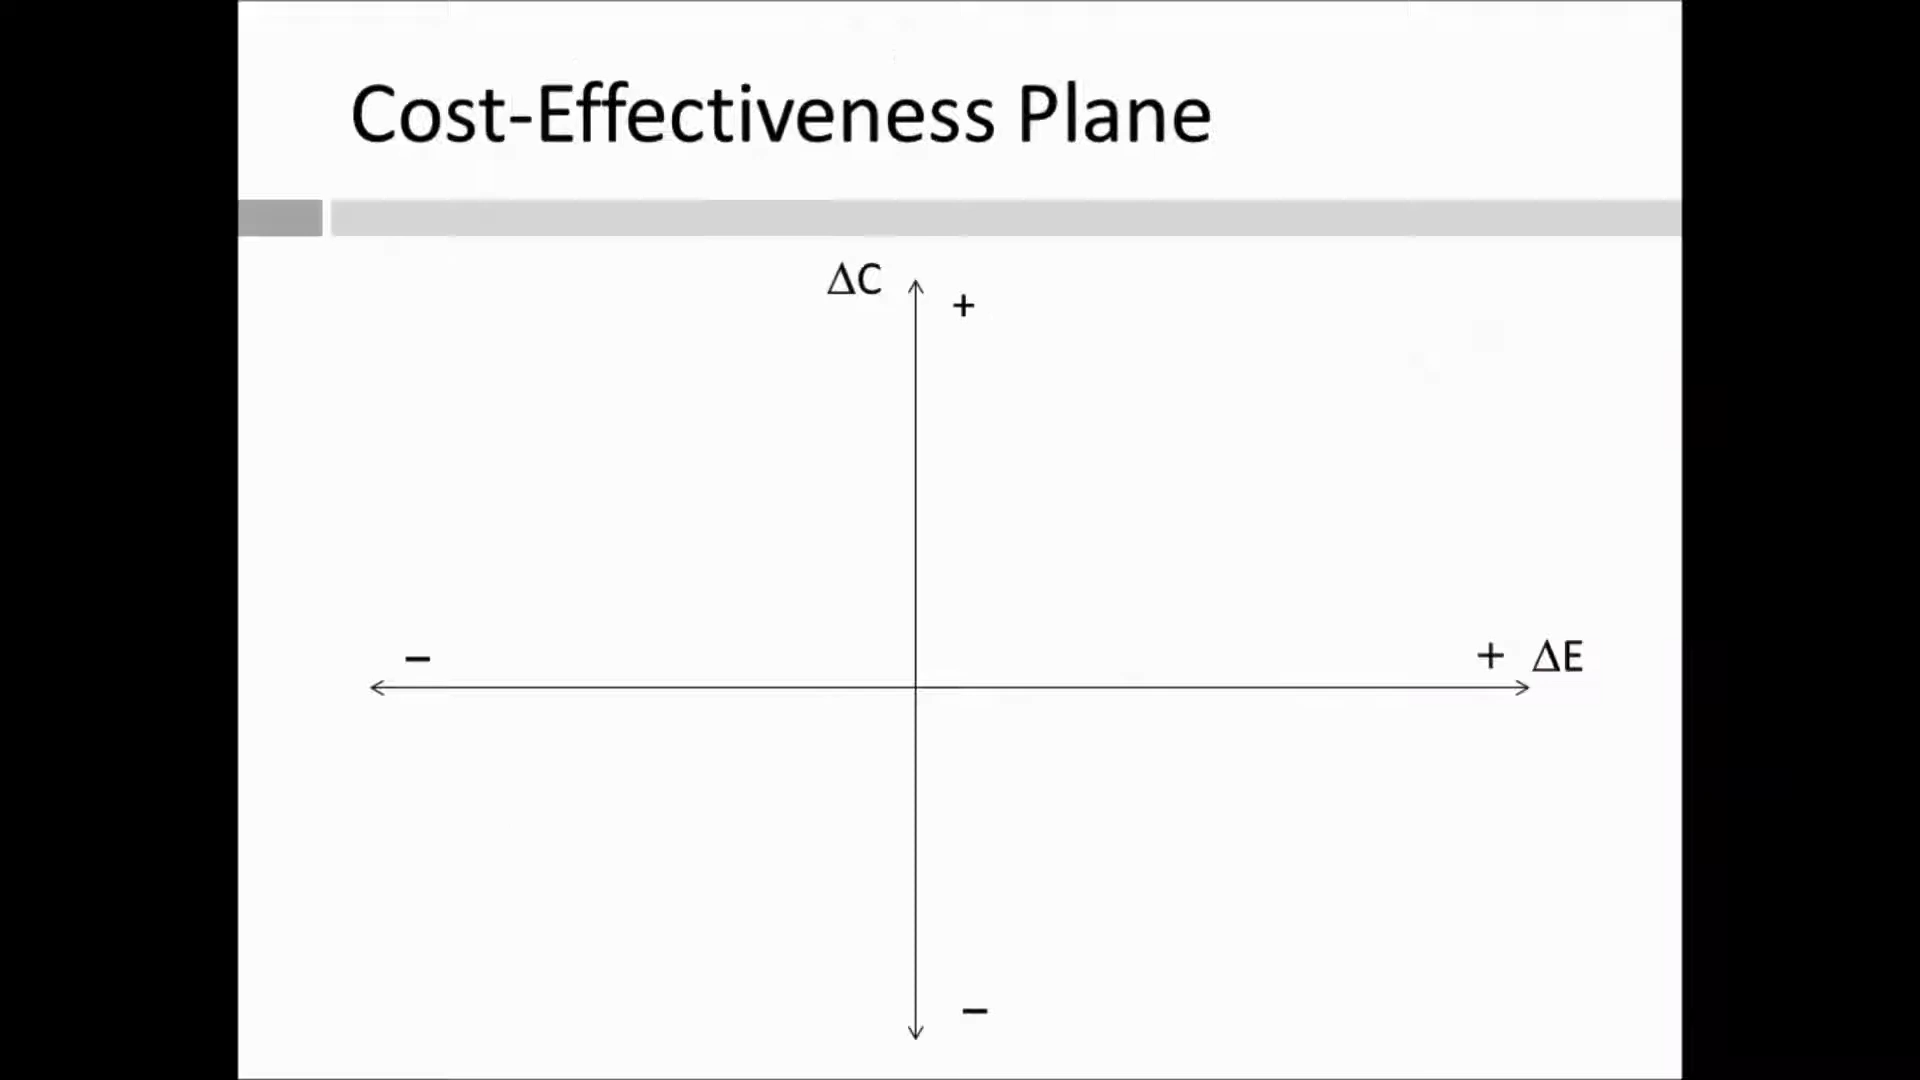 Cost-Effectiveness Plane
ΔC
+
– + ΔE
–